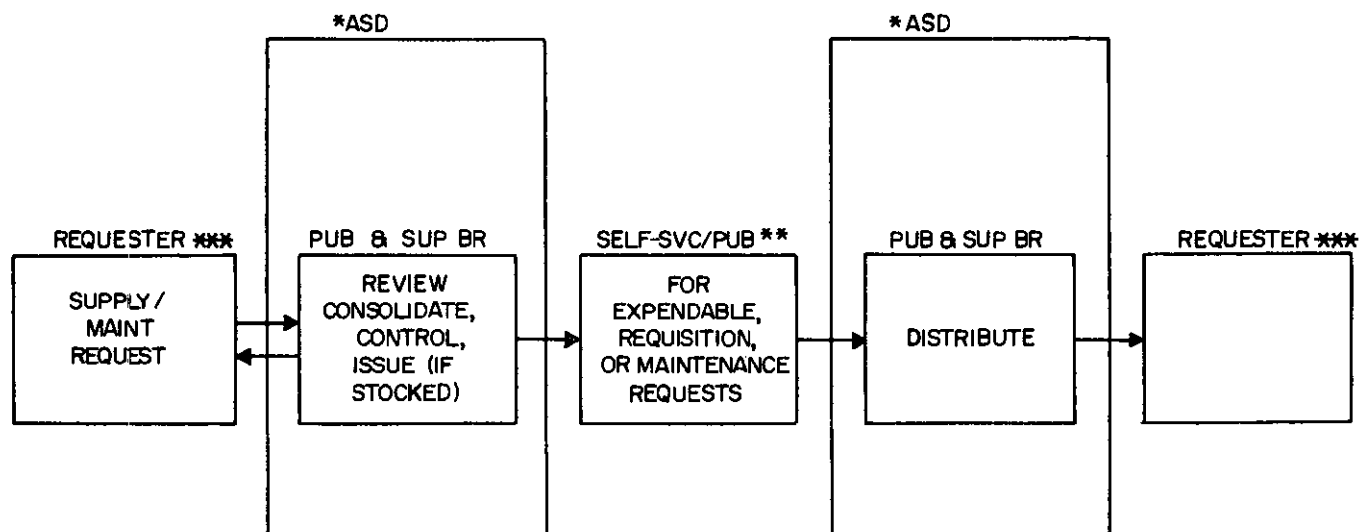 *ASD
*ASD
REQUESTER ***
PUB & SUP BR
SELF-SVC/PUB **
PUB & SUP BR
REQUESTER ***
SUPPLY/
MAINT
REQUEST
REVIEW
CONSOLIDATE,
CONTROL,
ISSUE (IF
STOCKED)
FOR
EXPENDABLE,
REQUISITION,
OR MAINTENANCE
REQUESTS
DISTRIBUTE